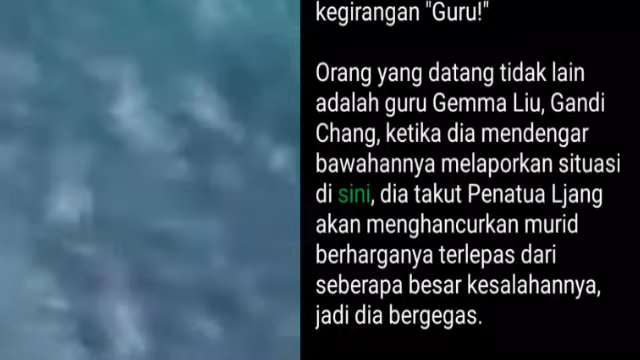 kegirangan "Guru!"
Orang yang datang tidak lain
adalah guru Gemma Liu, Gandi
Chang, ketika dia mendengar
bawahannya melaporkan situasi
di sini, dia takut Penatua Ljang
akan menghancurkan murid
berharganya terlepas dari
seberapa besar kesalahannya,
jadi dia bergegas.